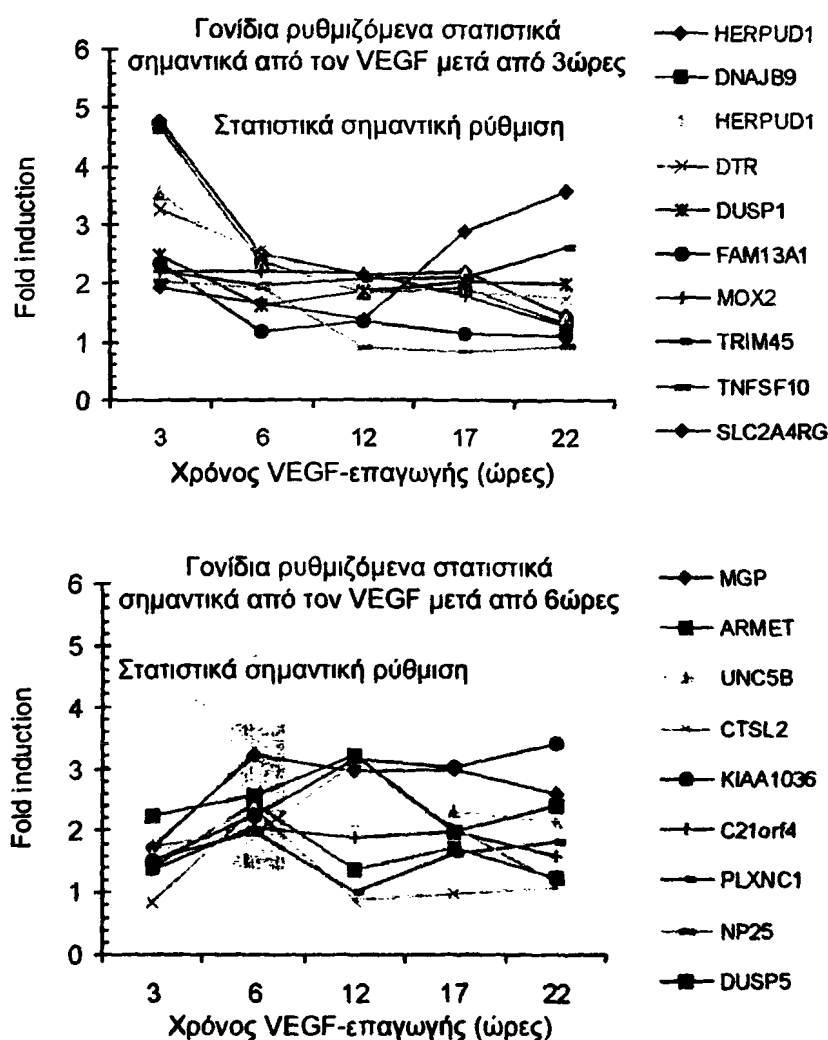 Γονίδια ρυθμιζόμενα στατιστικά
σημαντικά από τον VEGF μετά από 3ώρες
Στατιστικά σημαντική ρύθμιση
Fold induction
6
5
4
3
2
1
0
3 6 12 17 22
Χρόνος VEGF-επαγωγής (ώρες)
HERPUD1
DNAJB9
HERPUD1
DTR
DUSP1
FAM13A1
MOX2
TRIM45
TNFSF10
SLC2A4RG
Γονίδια ρυθμιζόμενα στατιστικά
σημαντικά από τον VEGF μετά από 6ώρες
Στατιστικά σημαντική ρύθμιση
Fold induction
6
5
4
3
2
1
0
3 6 12 17 22
Χρόνος VEGF-επαγωγής (ώρες)
MGP
ARMET
UNC5B
CTSL2
KIAA1036
C21orf4
PLXNC1
NP25
DUSP5